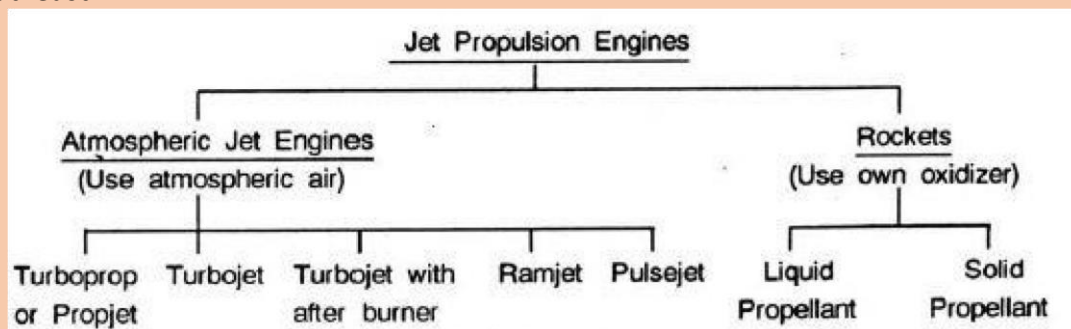 Jet Propulsion Engines
Atmospheric Jet Engines
(Use atmospheric air)
Rockets
(Use own oxidizer)
Turboprop
or Propjet
Turbojet
Turbojet with
after burner
Ramjet
Pulsejet
Liquid
Propellant
Solid
Propellant